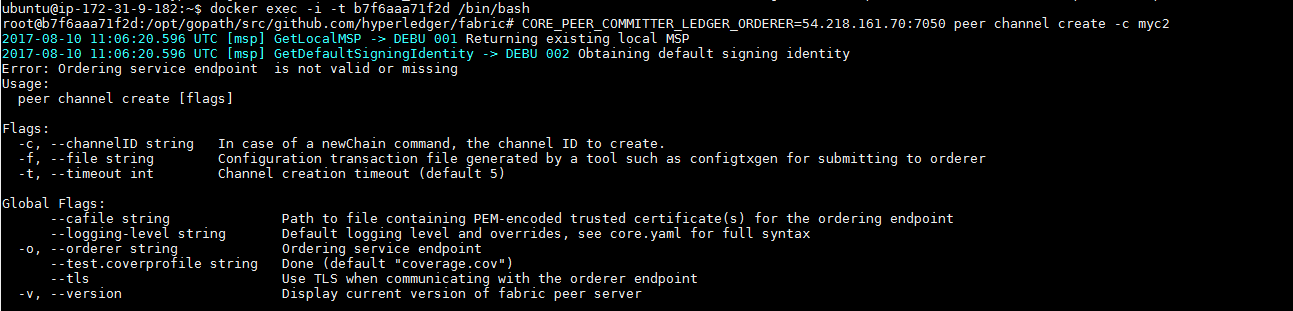 ubuntu@ip-172-31-9-182:~$ docker exec -i -t b7f6aaa71f2d /bin/bash
root@b7f6aaa71f2d:/opt/gopath/src/github.com/hyperledger/fabric# CORE_PEER_COMMITTER_LEDGER_ORDERER=54.218.161.70:7050 peer channel create -c myc2
2017-08-10 11:06:20.596 UTC [msp] GetLocalMSP -> DEBU 001 Returning existing local MSP
2017-08-10 11:06:20.596 UTC [msp] GetDefaultSigningIdentity -> DEBU 002 Obtaining default signing identity
Error: Ordering service endpoint  is not valid or missing
Usage:
  peer channel create [flags]

Flags:
  -c, --channelID string   In case of a newChain command, the channel ID to create.
  -f, --file string        Configuration transaction file generated by a tool such as configtxgen for submitting to orderer
  -t, --timeout int        Channel creation timeout (default 5)

Global Flags:
      --cafile string              Path to file containing PEM-encoded trusted certificate(s) for the ordering endpoint
      --logging-level string       Default logging level and overrides, see core.yaml for full syntax
  -o, --orderer string             Ordering service endpoint
      --test.coverprofile string   Done (default "coverage.cov")
      --tls                        Use TLS when communicating with the orderer endpoint
  -v, --version                    Display current version of fabric peer server